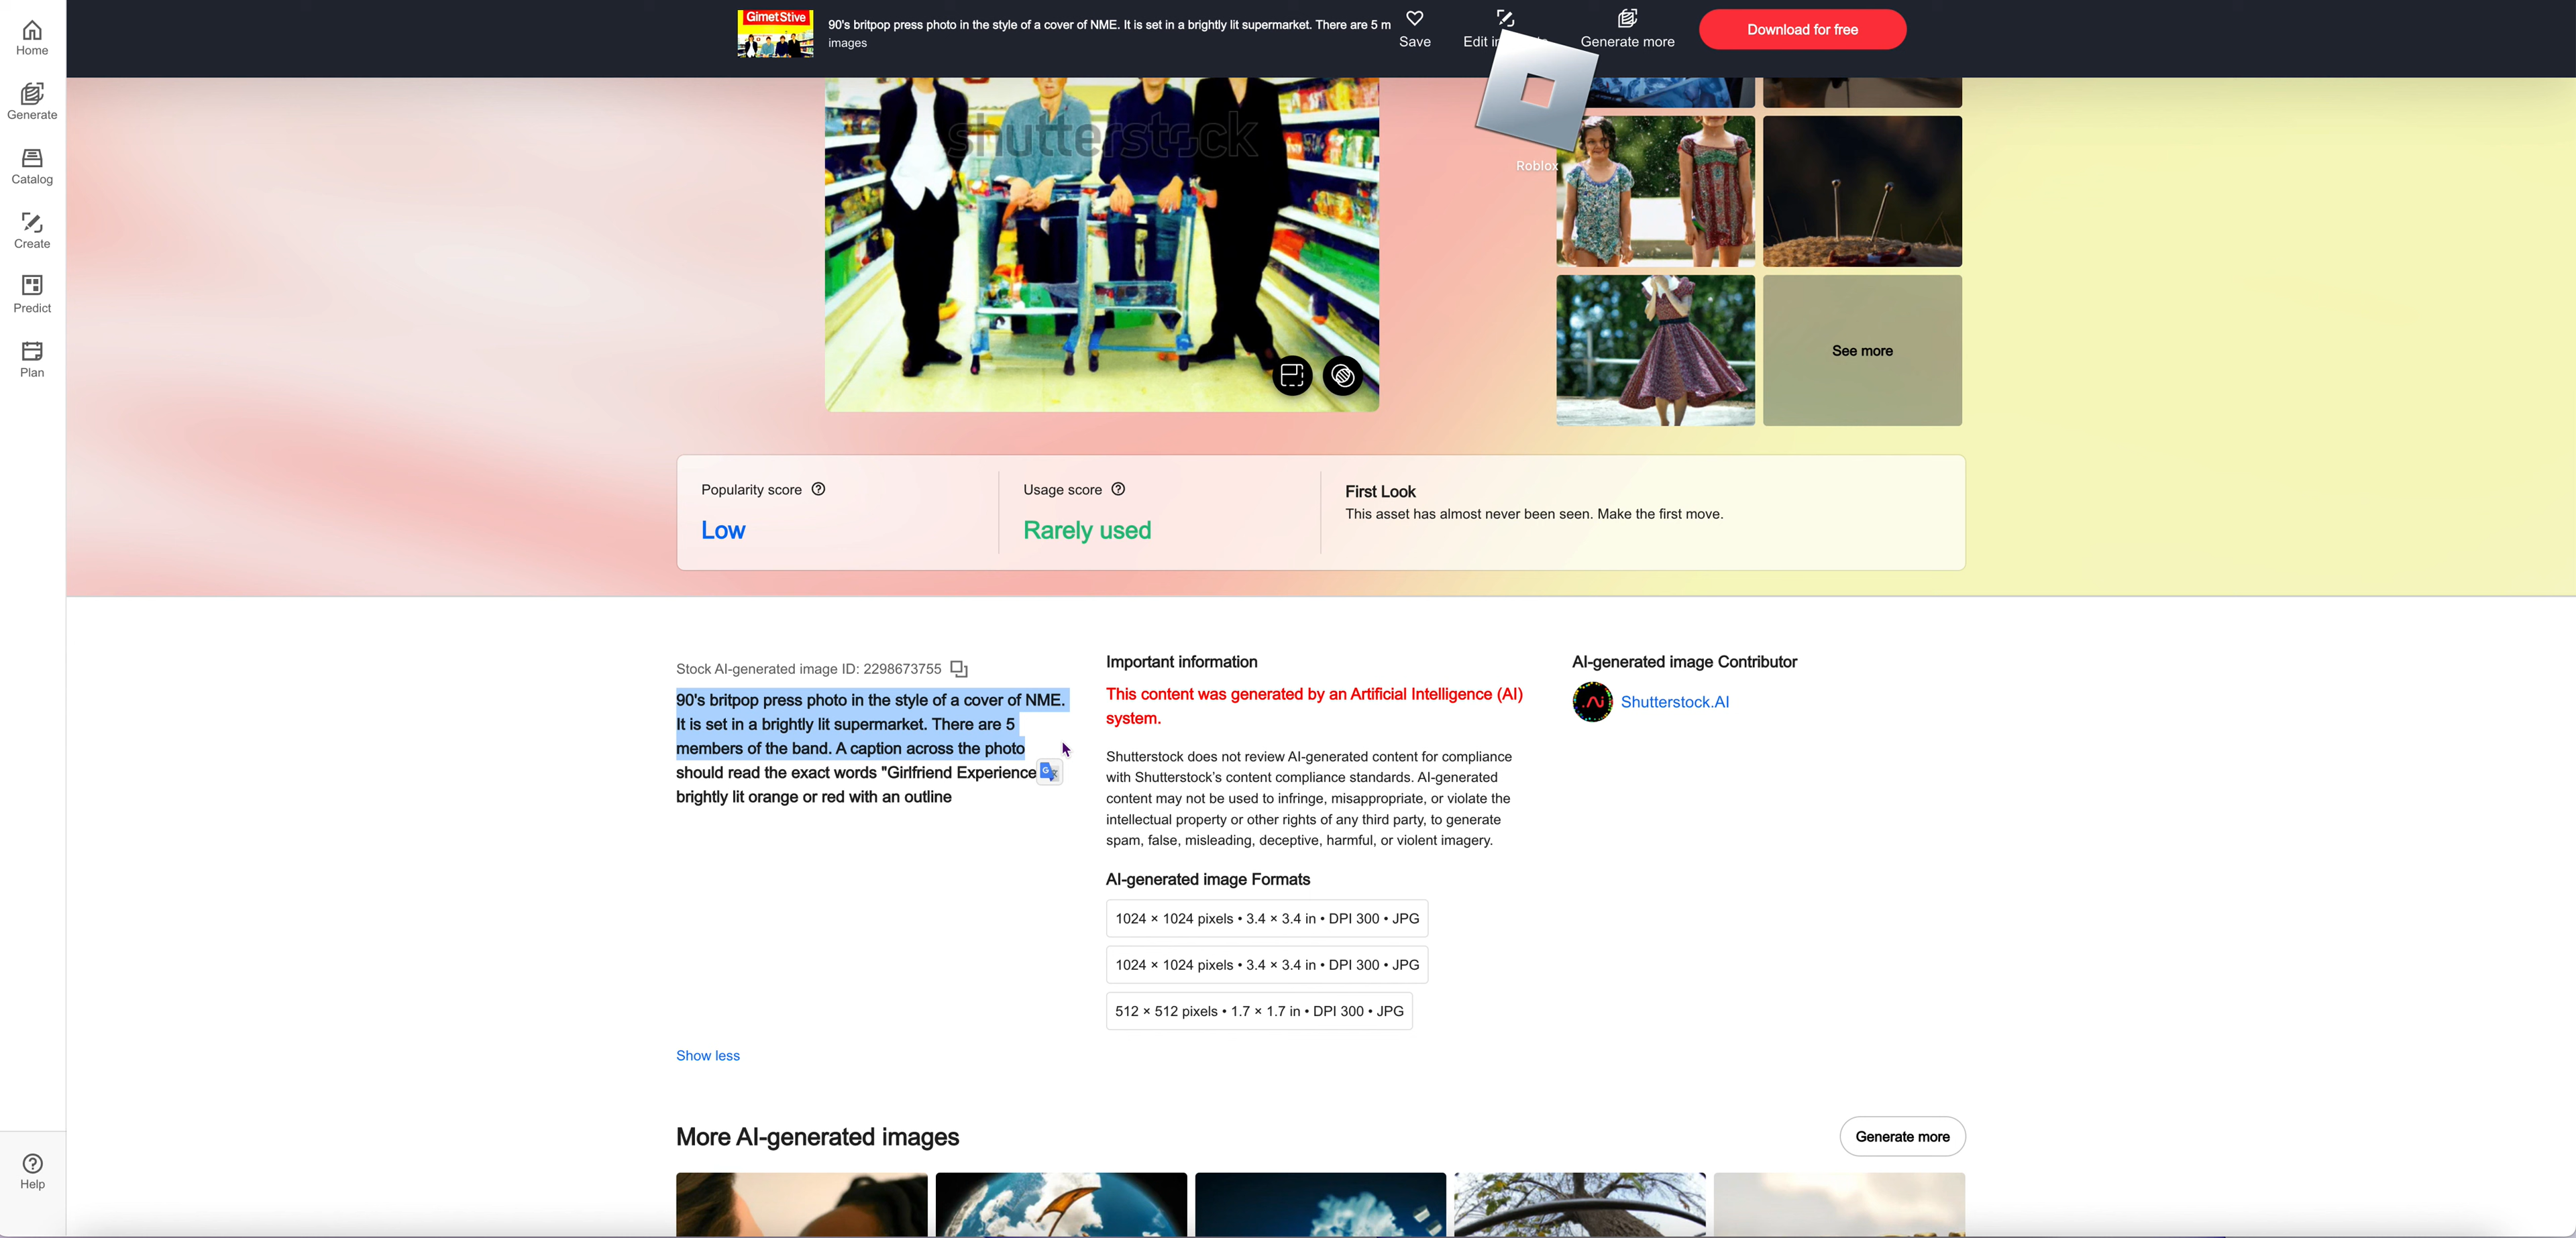 Home
Generate
Catalog
Create
Predict
Plan
Help
Gimet Stive
90's britpop press photo in the style of a cover of NME. It is set in a brightly lit supermarket. There are 5 m
images
Save
Edit in
Generate more
Download for free
shutterstock
Roblox
See more
Popularity score
Low
Usage score
Rarely used
First Look
This asset has almost never been seen. Make the first move.
Stock AI-generated image ID: 2298673755
90's britpop press photo in the style of a cover of NME.
It is set in a brightly lit supermarket. There are 5
members of the band. A caption across the photo
should read the exact words "Girlfriend Experience
brightly lit orange or red with an outline
Important information
This content was generated by an Artificial Intelligence (AI)
system.
Shutterstock does not review AI-generated content for compliance
with Shutterstock's content compliance standards. AI-generated
content may not be used to infringe, misappropriate, or violate the
intellectual property or other rights of any third party, to generate
spam, false, misleading, deceptive, harmful, or violent imagery.
AI-generated image Formats
1024 × 1024 pixels • 3.4 × 3.4 in • DPI 300 • JPG
1024 × 1024 pixels • 3.4 × 3.4 in • DPI 300 • JPG
512 × 512 pixels • 1.7 × 1.7 in • DPI 300 • JPG
AI-generated image Contributor
Shutterstock.AI
Show less
More AI-generated images
Generate more